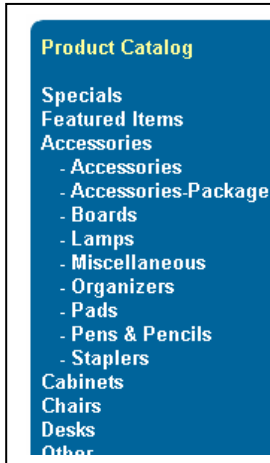 Product Catalog
Specials
Featured Items
Accessories
- Accessories
- Accessories-Package
- Boards
- Lamps
- Miscellaneous
- Organizers
- Pads
- Pens & Pencils
- Staplers
Cabinets
Chairs
Desks
Other